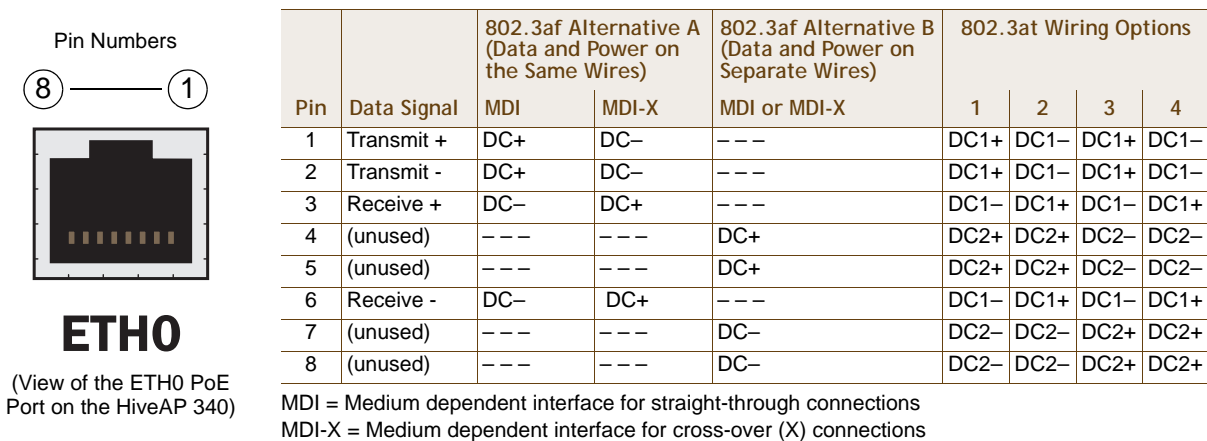 Pin Numbers
8 1
ETH0
(View of the ETH0 PoE
Port on the HiveAP 340)
802.3af Alternative A
(Data and Power on
the Same Wires)
802.3af Alternative B
(Data and Power on
Separate Wires)
802.3at Wiring Options
Pin Data Signal MDI MDI-X MDI or MDI-X 1 2 3 4
1 Transmit + DC+ DC– – – – DC1+ DC1– DC1+ DC1–
2 Transmit - DC+ DC– – – – DC1+ DC1– DC1+ DC1–
3 Receive + DC– DC+ – – – DC1– DC1+ DC1– DC1+
4 (unused) – – – – – – DC+ DC2+ DC2+ DC2– DC2–
5 (unused) – – – – – – DC+ DC2+ DC2+ DC2– DC2–
6 Receive - DC– DC+ – – – DC1– DC1+ DC1– DC1+
7 (unused) – – – – – – DC– DC2– DC2– DC2+ DC2+
8 (unused) – – – – – – DC– DC2– DC2– DC2+ DC2+
MDI = Medium dependent interface for straight-through connections
MDI-X = Medium dependent interface for cross-over (X) connections